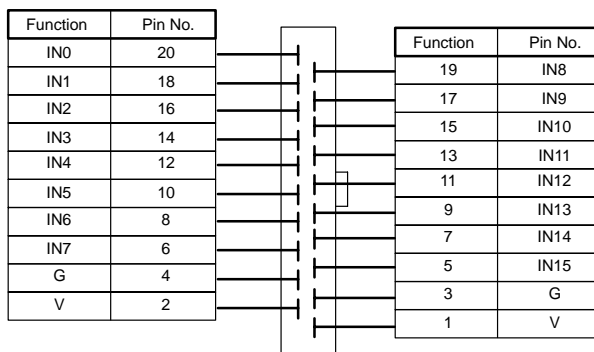 Function Pin No.
IN0 20
IN1 18
IN2 16
IN3 14
IN4 12
IN5 10
IN6 8
IN7 6
G 4
V 2
Function Pin No.
19 IN8
17 IN9
15 IN10
13 IN11
11 IN12
9 IN13
7 IN14
5 IN15
3 G
1 V